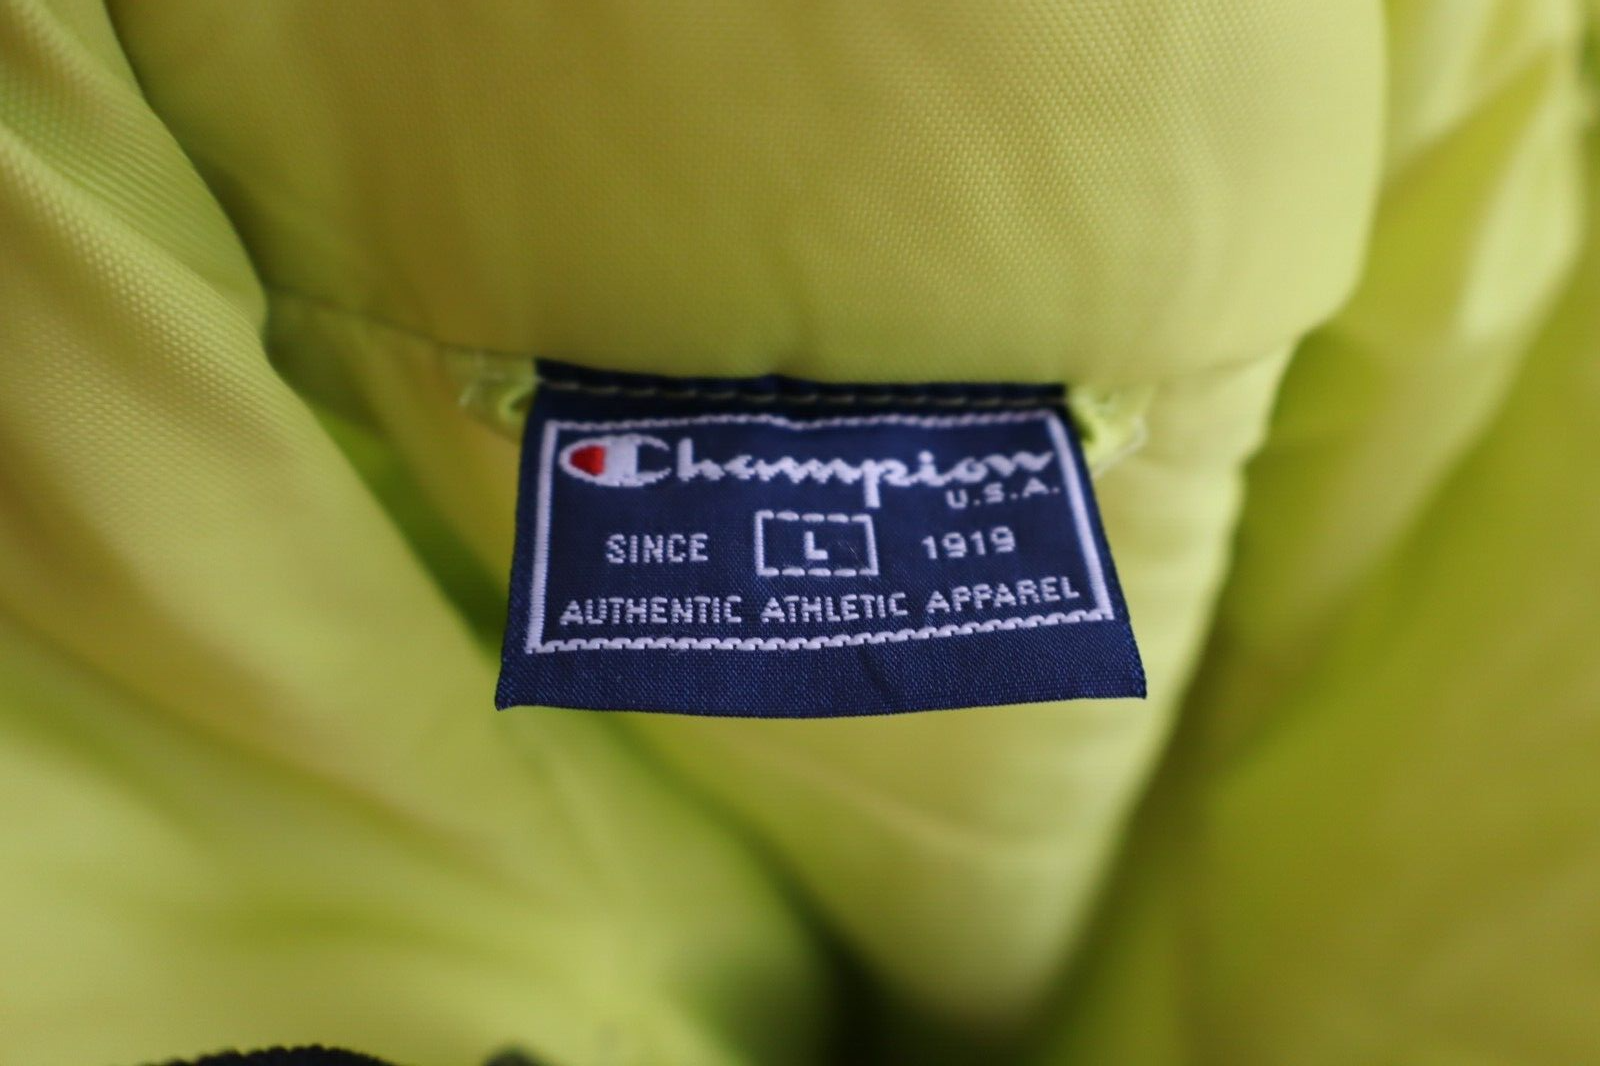 Champion
U.S.A.
SINCE L 1919
AUTHENTIC ATHLETIC APPAREL